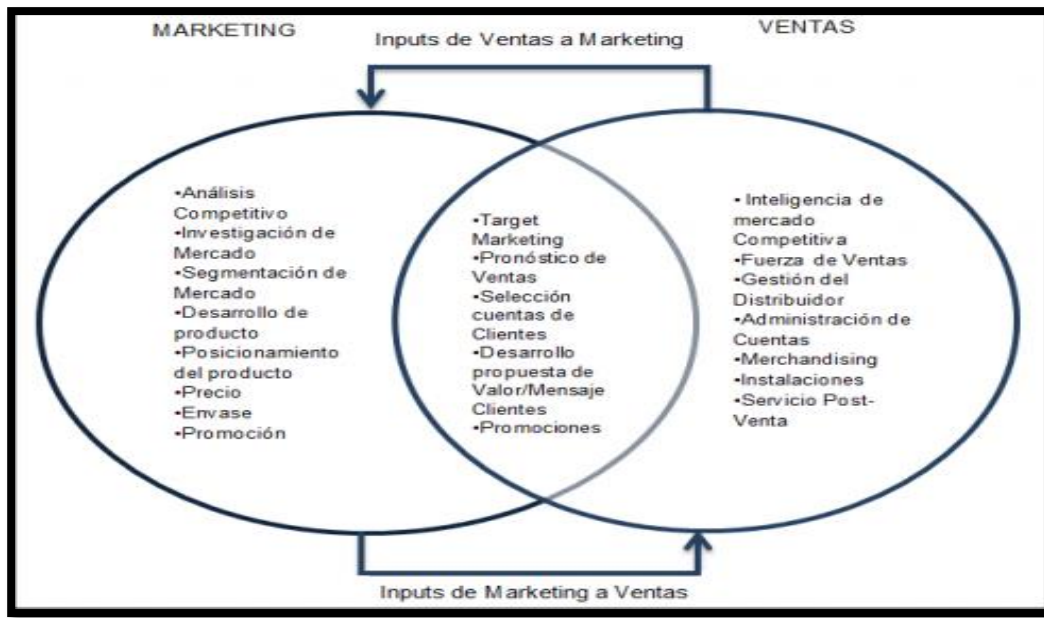 MARKETING
VENTAS
Inputs de Ventas a Marketing
•Análisis
Competitivo
•Investigación de
Mercado
•Segmentación de
Mercado
•Desarrollo de
producto
•Posicionamiento
del producto
•Precio
•Envase
•Promoción
•Target
Marketing
•Pronóstico de
Ventas
•Selección
cuentas de
Clientes
•Desarrollo
propuesta de
Valor/Mensaje
Clientes
•Promociones
• Inteligencia de
mercado
Competitiva
•Fuerza de Ventas
•Gestión del
Distribuidor
•Administración de
Cuentas
•Merchandising
•Instalaciones
•Servicio Post-
Venta
Inputs de Marketing a Ventas